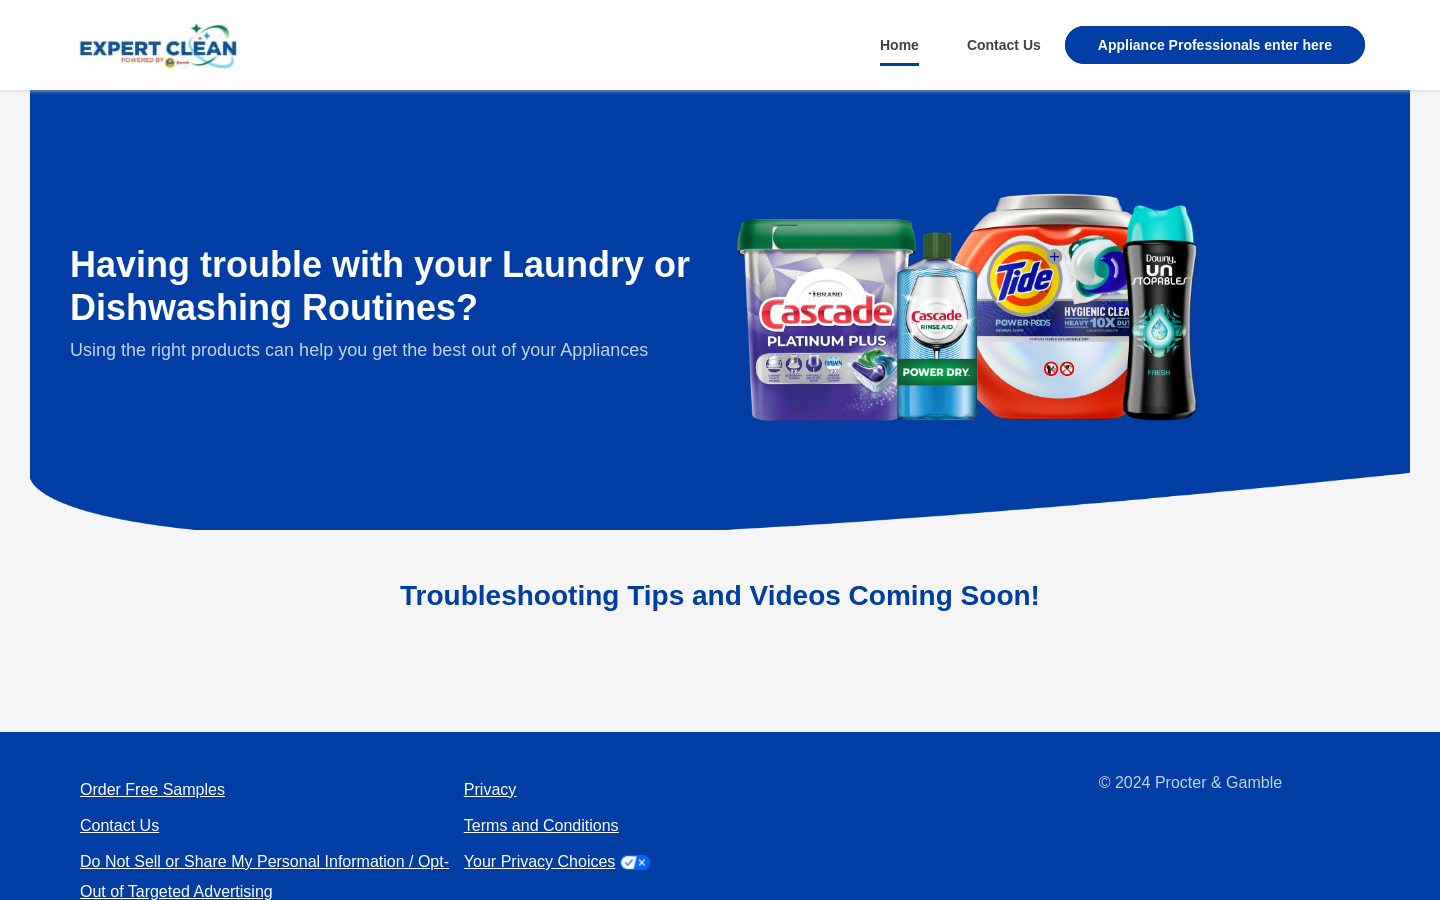 EXPERT CLEAN
POWERED BY
Home
Contact Us
Appliance Professionals enter here
Having trouble with your Laundry or
Dishwashing Routines?
Using the right products can help you get the best out of your Appliances
BRAND
Cascade
PLATINUM PLUS
Cascade
RINSE AID
POWER DRY
Tide
POWER PODS
HYGIENIC CLEA
HEAVY 10X DUT
Downy
UN
STOPABLES
FRESH
Troubleshooting Tips and Videos Coming Soon!
Order Free Samples
Contact Us
Do Not Sell or Share My Personal Information / Opt-
Out of Targeted Advertising
Privacy
Terms and Conditions
Your Privacy Choices
© 2024 Procter & Gamble